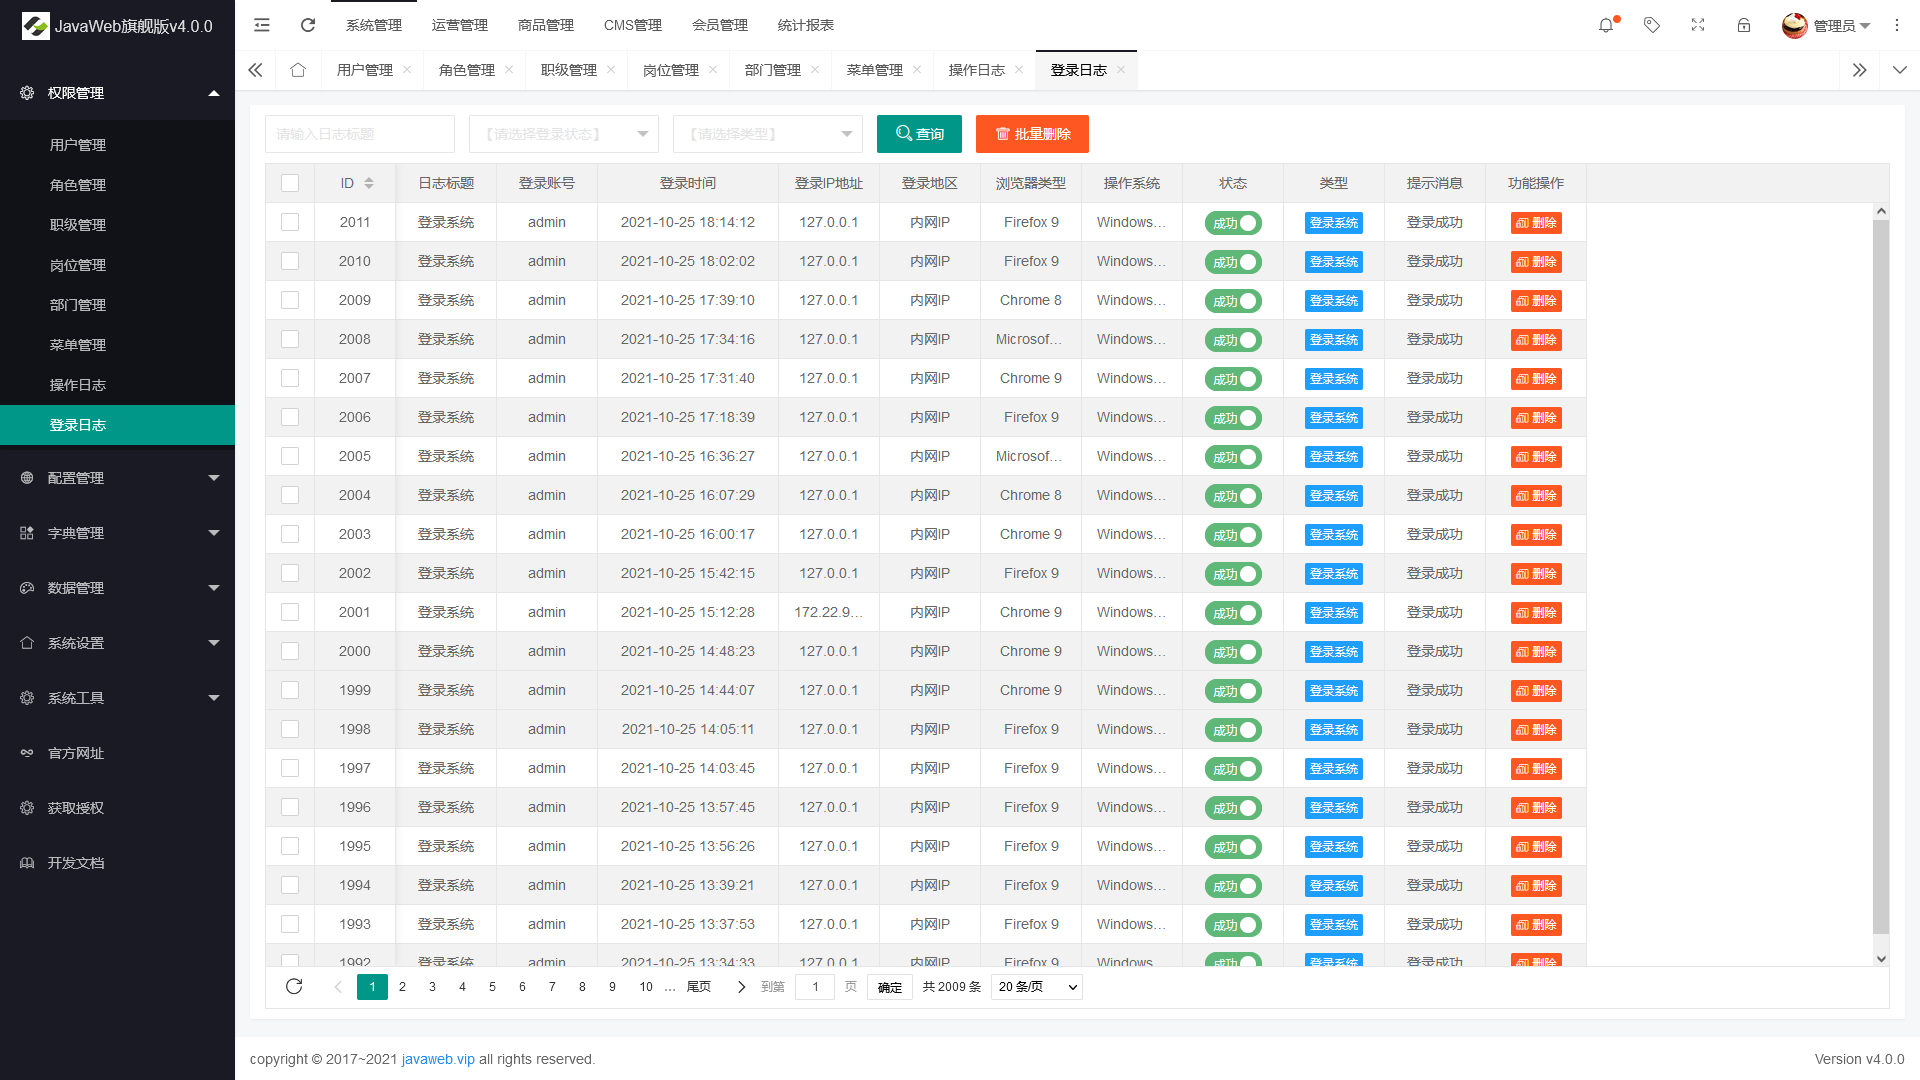 JavaWeb旗舰版v4.0.0
系统管理 运营管理 商品管理 CMS管理 会员管理 统计报表 管理员
用户管理 角色管理 职级管理 岗位管理 部门管理 菜单管理 操作日志 登录日志
权限管理
用户管理
角色管理
职级管理
岗位管理
部门管理
菜单管理
操作日志
登录日志
配置管理
字典管理
数据管理
系统设置
系统工具
官方网址
获取授权
开发文档
请输入日志标题 【请选择登录状态】 【请选择类型】 查询 批量删除
ID 日志标题 登录账号 登录时间 登录IP地址 登录地区 浏览器类型 操作系统 状态 类型 提示消息 功能操作
2011 登录系统 admin 2021-10-25 18:14:12 127.0.0.1 内网IP Firefox 9 Windows... 成功 登录系统 登录成功 删除
2010 登录系统 admin 2021-10-25 18:02:02 127.0.0.1 内网IP Firefox 9 Windows... 成功 登录系统 登录成功 删除
2009 登录系统 admin 2021-10-25 17:39:10 127.0.0.1 内网IP Chrome 8 Windows... 成功 登录系统 登录成功 删除
2008 登录系统 admin 2021-10-25 17:34:16 127.0.0.1 内网IP Microsof... Windows... 成功 登录系统 登录成功 删除
2007 登录系统 admin 2021-10-25 17:31:40 127.0.0.1 内网IP Chrome 9 Windows... 成功 登录系统 登录成功 删除
2006 登录系统 admin 2021-10-25 17:18:39 127.0.0.1 内网IP Firefox 9 Windows... 成功 登录系统 登录成功 删除
2005 登录系统 admin 2021-10-25 16:36:27 127.0.0.1 内网IP Microsof... Windows... 成功 登录系统 登录成功 删除
2004 登录系统 admin 2021-10-25 16:07:29 127.0.0.1 内网IP Chrome 8 Windows... 成功 登录系统 登录成功 删除
2003 登录系统 admin 2021-10-25 16:00:17 127.0.0.1 内网IP Chrome 9 Windows... 成功 登录系统 登录成功 删除
2002 登录系统 admin 2021-10-25 15:42:15 127.0.0.1 内网IP Firefox 9 Windows... 成功 登录系统 登录成功 删除
2001 登录系统 admin 2021-10-25 15:12:28 172.22.9... 内网IP Chrome 9 Windows... 成功 登录系统 登录成功 删除
2000 登录系统 admin 2021-10-25 14:48:23 127.0.0.1 内网IP Chrome 9 Windows... 成功 登录系统 登录成功 删除
1999 登录系统 admin 2021-10-25 14:44:07 127.0.0.1 内网IP Chrome 9 Windows... 成功 登录系统 登录成功 删除
1998 登录系统 admin 2021-10-25 14:05:11 127.0.0.1 内网IP Firefox 9 Windows... 成功 登录系统 登录成功 删除
1997 登录系统 admin 2021-10-25 14:03:45 127.0.0.1 内网IP Firefox 9 Windows... 成功 登录系统 登录成功 删除
1996 登录系统 admin 2021-10-25 13:57:45 127.0.0.1 内网IP Firefox 9 Windows... 成功 登录系统 登录成功 删除
1995 登录系统 admin 2021-10-25 13:56:26 127.0.0.1 内网IP Firefox 9 Windows... 成功 登录系统 登录成功 删除
1994 登录系统 admin 2021-10-25 13:39:21 127.0.0.1 内网IP Firefox 9 Windows... 成功 登录系统 登录成功 删除
1993 登录系统 admin 2021-10-25 13:37:53 127.0.0.1 内网IP Firefox 9 Windows... 成功 登录系统 登录成功 删除
1992 登录系统 admin 2021-10-25 13:34:33 127.0.0.1 内网IP Firefox 9 Windows... 成功 登录系统 登录成功 删除
1 2 3 4 5 6 7 8 9 10 ... 尾页 到第 1 页 确定 共 2009 条 20 条/页
copyright © 2017~2021 javaweb.vip all rights reserved. Version v4.0.0